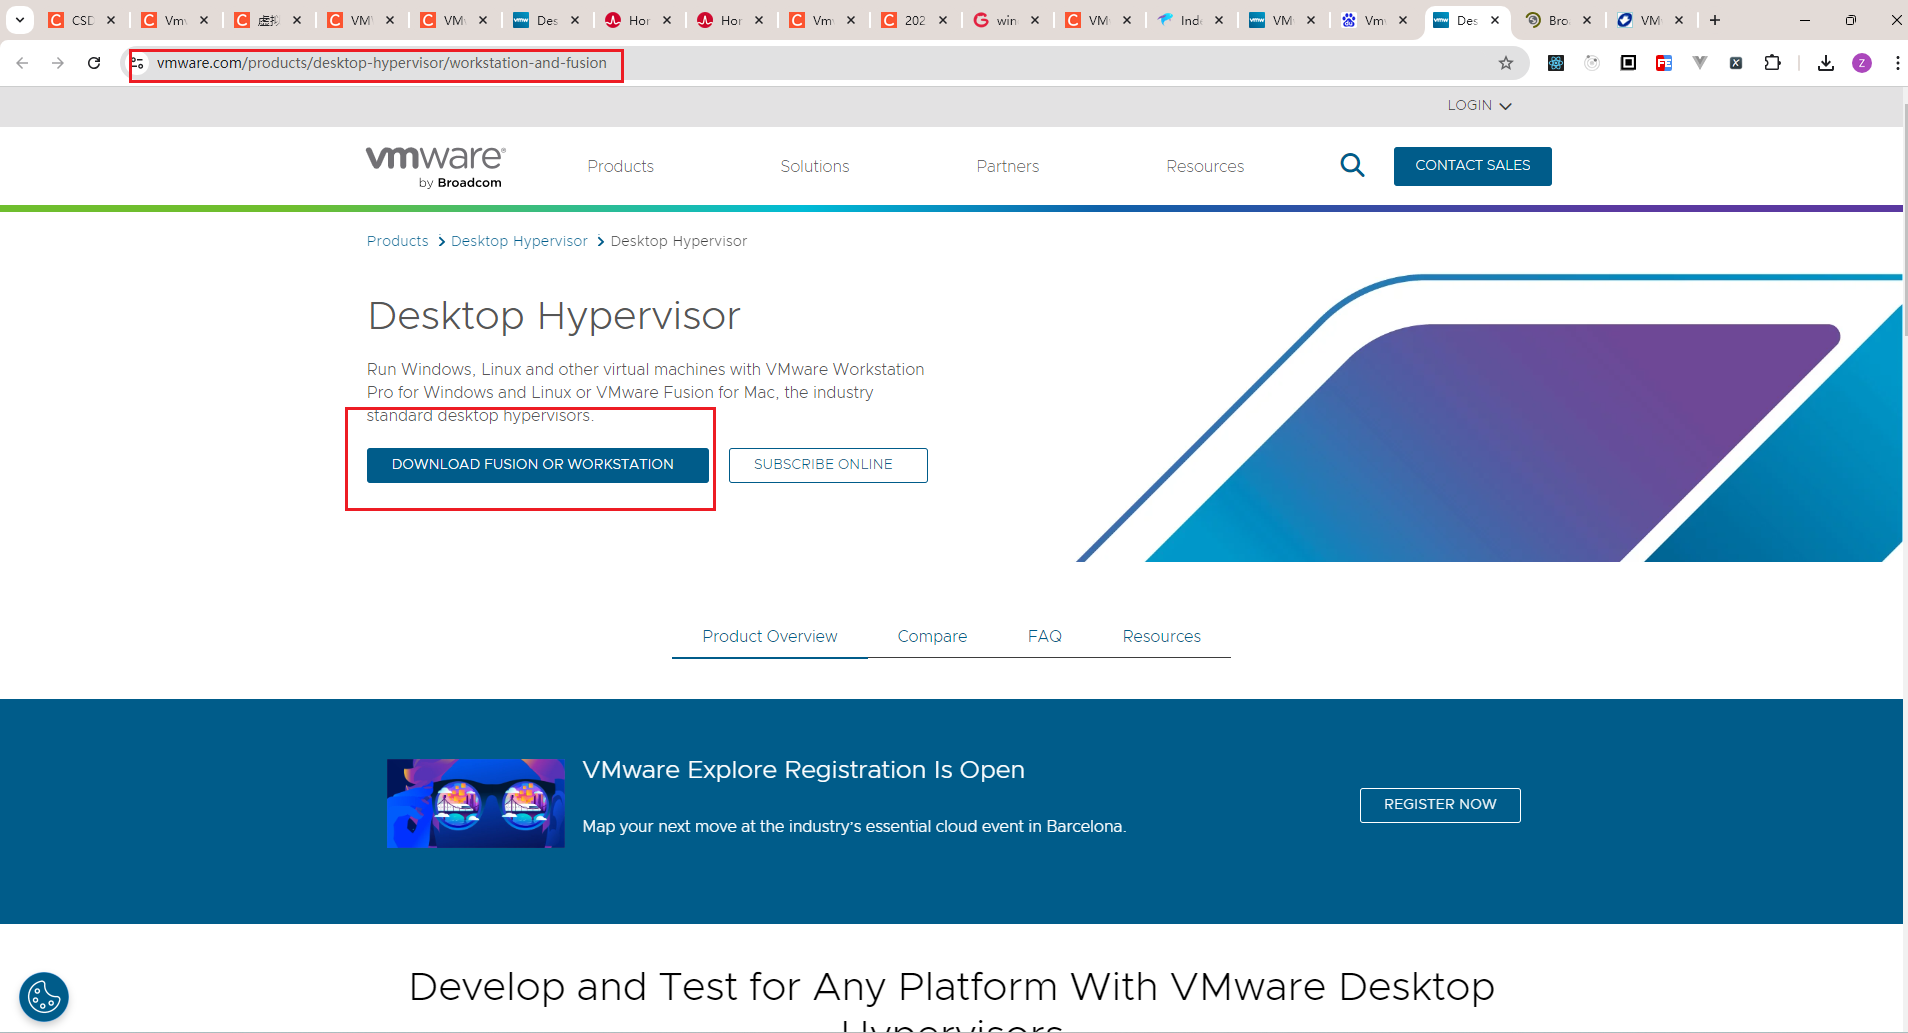 CSD
Vmv
虚拟
VMV
VM
Des
Hor
Hor
Vmv
202
win
VM
Ind
VM
Vmv
Des
Bro
VM
vmware.com/products/desktop-hypervisor/workstation-and-fusion
Z
LOGIN
vmware®
by Broadcom
Products
Solutions
Partners
Resources
CONTACT SALES
Products > Desktop Hypervisor > Desktop Hypervisor
Desktop Hypervisor
Run Windows, Linux and other virtual machines with VMware Workstation
Pro for Windows and Linux or VMware Fusion for Mac, the industry
standard desktop hypervisors.
DOWNLOAD FUSION OR WORKSTATION
SUBSCRIBE ONLINE
Product Overview
Compare
FAQ
Resources
VMware Explore Registration Is Open
Map your next move at the industry's essential cloud event in Barcelona.
REGISTER NOW
Develop and Test for Any Platform With VMware Desktop
Hypervisors